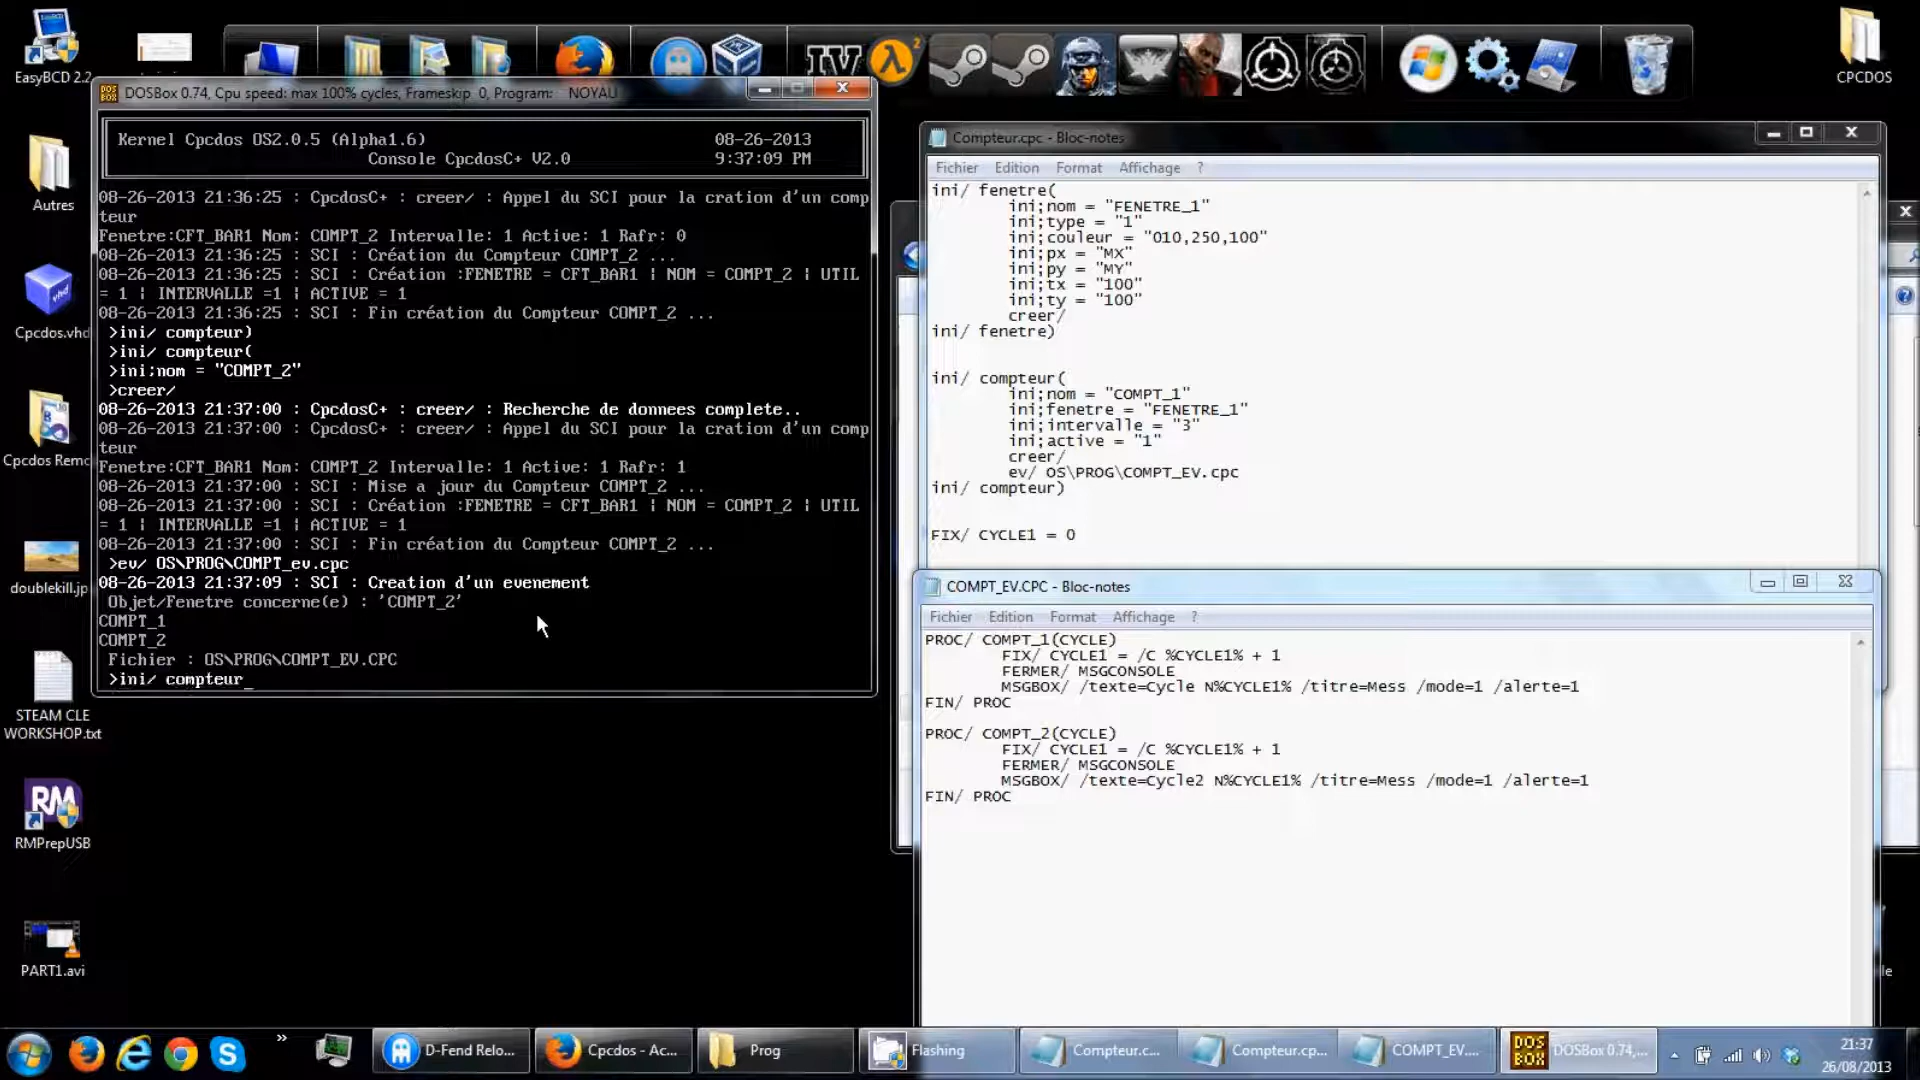 EasyBCD 2.2
Autres
Cpcdos.vhd
Cpcdos Remo
doublekill.jp
STEAM CLE
WORKSHOP.txt
RMPrepUSB
PART1.avi
IV
CPCDOS
DOSBox 0.74, Cpu speed: max 100% cycles, Frameskip 0, Program: NOYAU
Kernel Cpcdos OS2.0.5 (Alpha1.6) 08-26-2013
Console CpcdosC+ V2.0 9:37:09 PM
08-26-2013 21:36:25 : CpcdosC+ : creer/ : Appel du SCI pour la cration d'un comp
teur
Fenetre:CFT_BAR1 Nom: COMPT_2 Intervalle: 1 Active: 1 Rafr: 0
08-26-2013 21:36:25 : SCI : Création du Compteur COMPT_2 ...
08-26-2013 21:36:25 : SCI : Création :FENETRE = CFT_BAR1 ¦ NOM = COMPT_2 ¦ UTIL
= 1 ¦ INTERVALLE =1 ¦ ACTIVE = 1
08-26-2013 21:36:25 : SCI : Fin création du Compteur COMPT_2 ...
>ini/ compteur)
>ini/ compteur(
>ini;nom = "COMPT_2"
>creer/
08-26-2013 21:37:00 : CpcdosC+ : creer/ : Recherche de donnees complete..
08-26-2013 21:37:00 : CpcdosC+ : creer/ : Appel du SCI pour la cration d'un comp
teur
Fenetre:CFT_BAR1 Nom: COMPT_2 Intervalle: 1 Active: 1 Rafr: 1
08-26-2013 21:37:00 : SCI : Mise a jour du Compteur COMPT_2 ...
08-26-2013 21:37:00 : SCI : Création :FENETRE = CFT_BAR1 ¦ NOM = COMPT_2 ¦ UTIL
= 1 ¦ INTERVALLE =1 ¦ ACTIVE = 1
08-26-2013 21:37:00 : SCI : Fin création du Compteur COMPT_2 ...
>ev/ OS\PROG\COMPT_ev.cpc
08-26-2013 21:37:09 : SCI : Creation d'un evenement
Objet/Fenetre concerne(e) : 'COMPT_2'
COMPT_1
COMPT_2
Fichier : OS\PROG\COMPT_EV.CPC
>ini/ compteur_
Compteur.cpc - Bloc-notes
Fichier Edition Format Affichage ?
ini/ fenetre(
ini;nom = "FENETRE_1"
ini;type = "1"
ini;couleur = "010,250,100"
ini;px = "MX"
ini;py = "MY"
ini;tx = "100"
ini;ty = "100"
creer/
ini/ fenetre)
ini/ compteur(
ini;nom = "COMPT_1"
ini;fenetre = "FENETRE_1"
ini;intervalle = "3"
ini;active = "1"
creer/
ev/ OS\PROG\COMPT_EV.cpc
ini/ compteur)
FIX/ CYCLE1 = 0
COMPT_EV.CPC - Bloc-notes
Fichier Edition Format Affichage ?
PROC/ COMPT_1(CYCLE)
FIX/ CYCLE1 = /C %CYCLE1% + 1
FERMER/ MSGCONSOLE
MSGBOX/ /texte=Cycle N%CYCLE1% /titre=Mess /mode=1 /alerte=1
FIN/ PROC
PROC/ COMPT_2(CYCLE)
FIX/ CYCLE1 = /C %CYCLE1% + 1
FERMER/ MSGCONSOLE
MSGBOX/ /texte=Cycle2 N%CYCLE1% /titre=Mess /mode=1 /alerte=1
FIN/ PROC
»
D-Fend Relo...
Cpcdos - Ac...
Prog
Flashing
Compteur.c...
Compteur.cp...
COMPT_EV....
DOSBox 0.74,...
21:37
26/08/2013